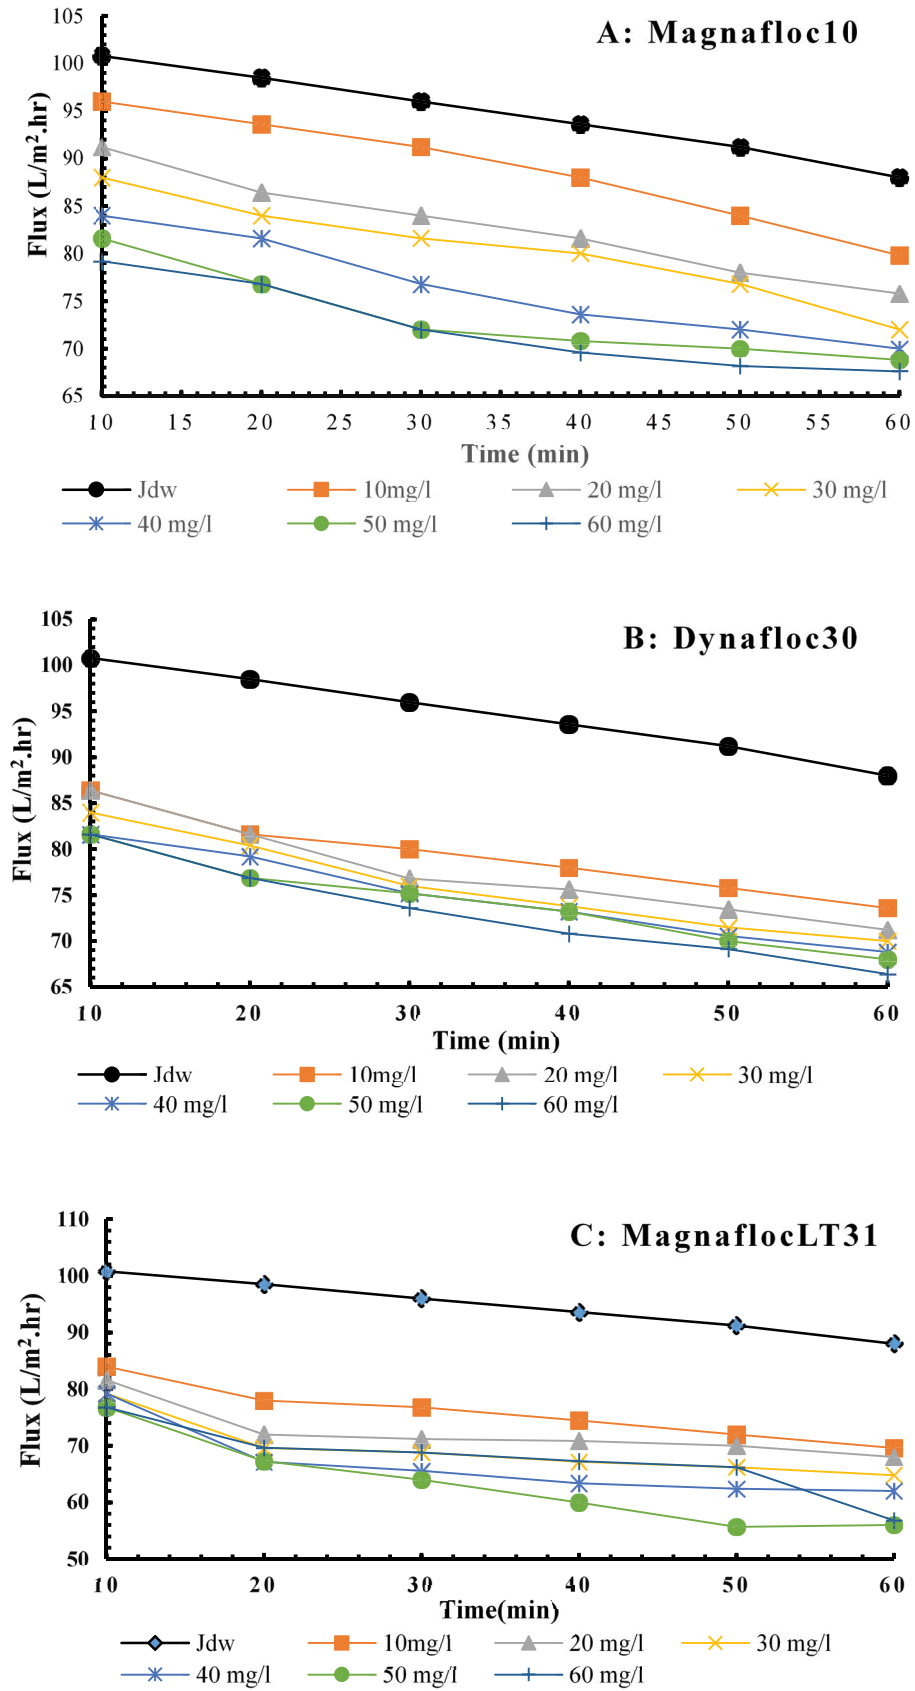 A: Magnafloc10
105
100
95
90
85
80
75
70
65
Flux (L/m².hr)
10 15 20 25 30 35 40 45 50 55 60
Time (min)
Jdw 10mg/l 20 mg/l 30 mg/l
40 mg/l 50 mg/l 60 mg/l
B: Dynafloc30
105
100
95
90
85
80
75
70
65
Flux (L/m².hr)
10 20 30 40 50 60
Time (min)
Jdw 10mg/l 20 mg/l 30 mg/l
40 mg/l 50 mg/l 60 mg/l
C: MagnaflocLT31
110
100
90
80
70
60
50
Flux (L/m².hr)
10 20 30 40 50 60
Time(min)
Jdw 10mg/l 20 mg/l 30 mg/l
40 mg/l 50 mg/l 60 mg/l